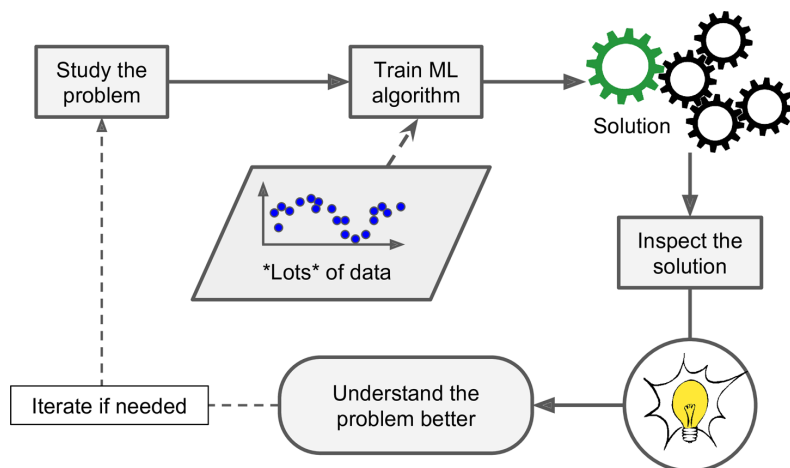 Study the
problem
Train ML
algorithm
Solution
*Lots* of data
Inspect the
solution
Understand the
problem better
Iterate if needed